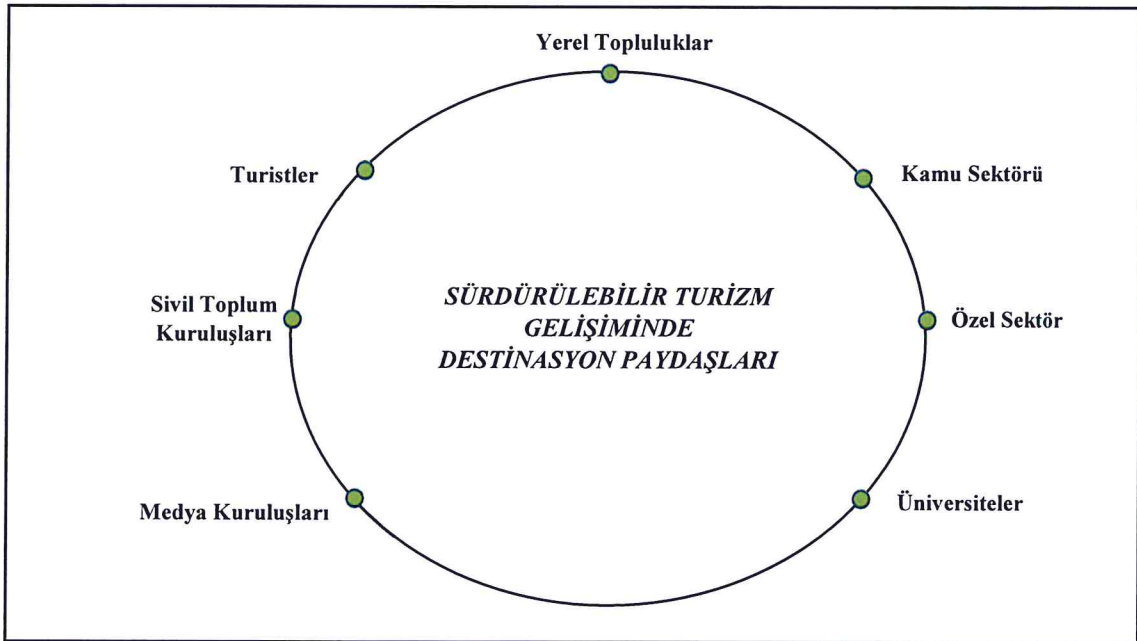 Yerel Topluluklar
Turistler
Kamu Sektörü
Sivil Toplum
Kuruluşları
SÜRDÜRÜLEBİLİR TURİZM
GELİŞİMİNDE
DESTİNASYON PAYDAŞLARI
Özel Sektör
Medya Kuruluşları
Üniversiteler